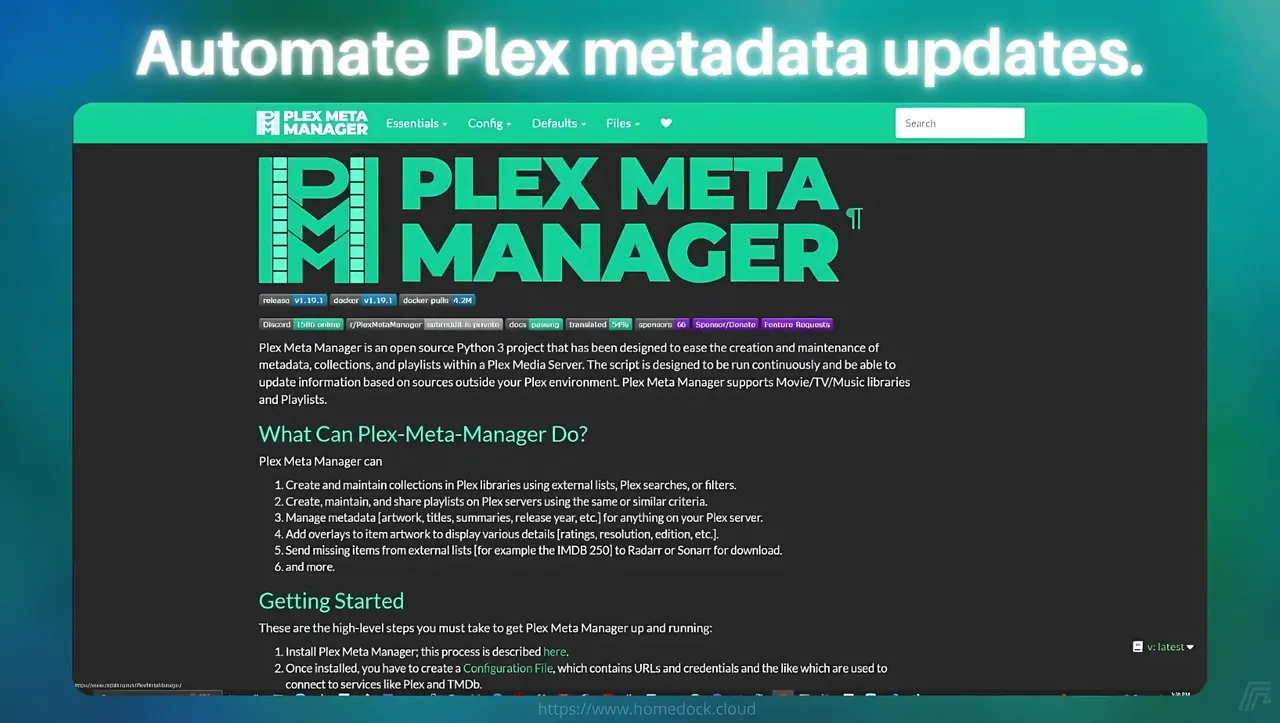 Automate Plex metadata updates.
PLEX META
MANAGER
Essentials Config Defaults Files Search
PMM PLEX META
MANAGER¶
release v1.19.1 docker v1.19.1 docker pulls 4.2M
Discord 1586 online r/PlexMetaManager subreddit is private docs passing translated 54% sponsors 66 Sponsor/Donate Feature Requests
Plex Meta Manager is an open source Python 3 project that has been designed to ease the creation and maintenance of
metadata, collections, and playlists within a Plex Media Server. The script is designed to be run continuously and be able to
update information based on sources outside your Plex environment. Plex Meta Manager supports Movie/TV/Music libraries
and Playlists.
What Can Plex-Meta-Manager Do?
Plex Meta Manager can
1. Create and maintain collections in Plex libraries using external lists, Plex searches, or filters.
2. Create, maintain, and share playlists on Plex servers using the same or similar criteria.
3. Manage metadata [artwork, titles, summaries, release year, etc.] for anything on your Plex server.
4. Add overlays to item artwork to display various details [ratings, resolution, edition, etc.].
5. Send missing items from external lists [for example the IMDB 250] to Radarr or Sonarr for download.
6. and more.
Getting Started
These are the high-level steps you must take to get Plex Meta Manager up and running:
1. Install Plex Meta Manager; this process is described here.
v: latest
2. Once installed, you have to create a Configuration File, which contains URLs and credentials and the like which are used to
connect to services like Plex and TMDb.
https://www.homedock.cloud